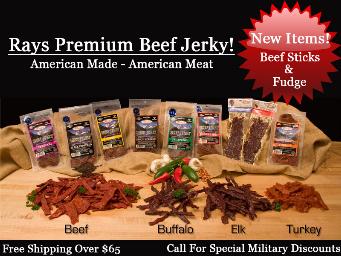 Rays Premium Beef Jerky!
American Made - American Meat
New Items!
Beef Sticks
&
Fudge
Beef
Buffalo
Elk
Turkey
Free Shipping Over $65
Call For Special Military Discounts